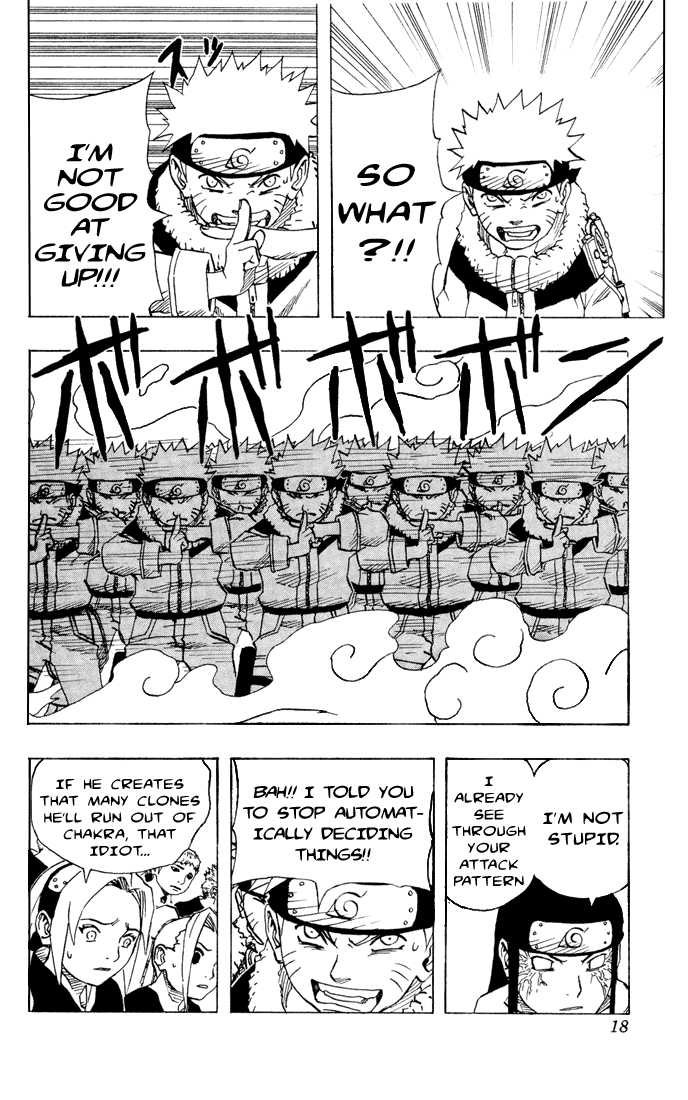 SO
WHAT
?!!
ズッ
I'M
NOT
GOOD
AT
GIVING
UP!!!
ボボボボン
I'M NOT
STUPID.
I
ALREADY
SEE
THROUGH
YOUR
ATTACK
PATTERN
BAH!! I TOLD YOU
TO STOP AUTOMAT-
ICALLY DECIDING
THINGS!!
IF HE CREATES
THAT MANY CLONES
HE'LL RUN OUT OF
CHAKRA, THAT
IDIOT...
18